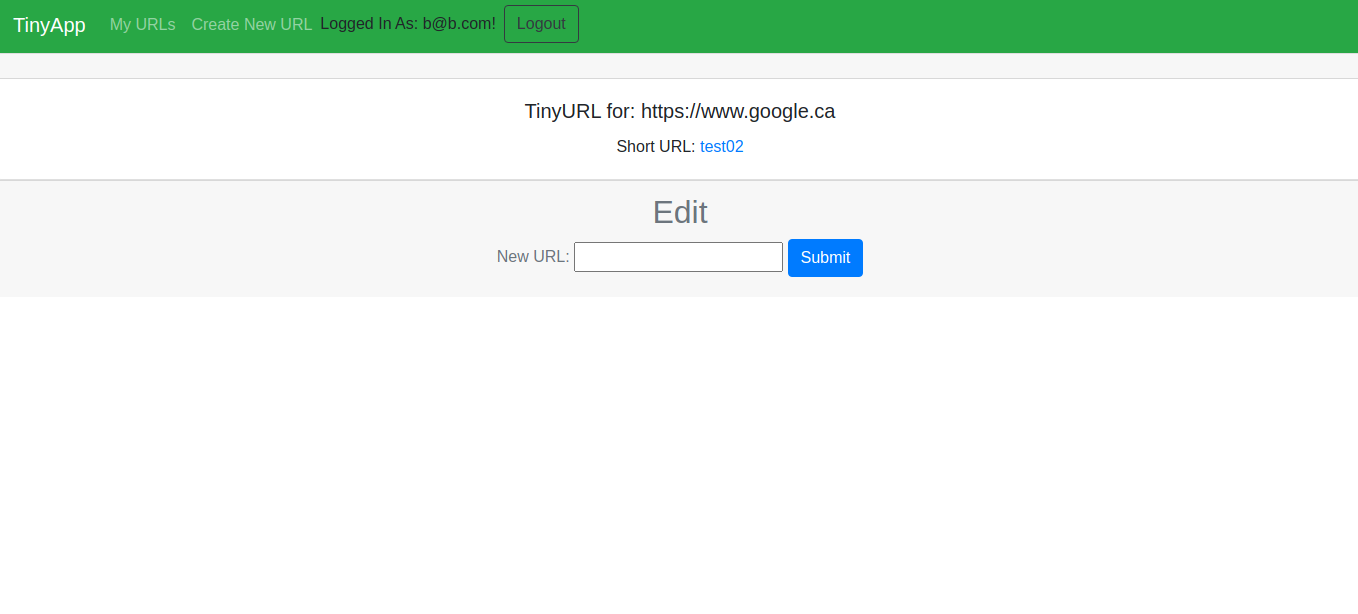 TinyApp My URLs Create New URL Logged In As: b@b.com! Logout
TinyURL for: https://www.google.ca
Short URL: test02
Edit
New URL: Submit